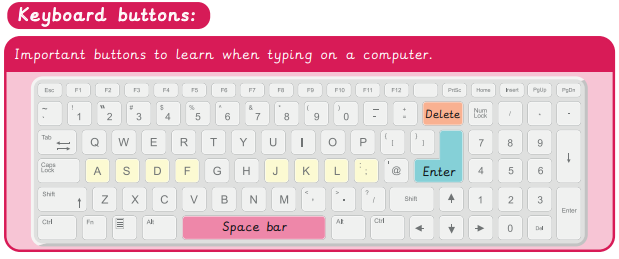 Keyboard buttons:
Important buttons to learn when typing on a computer.
Esc F1 F2 F3 F4 F5 F6 F7 F8 F9 F10 F11 F12 PrtSc Home Insert PgUp PgDn
~ ` ! 1 " 2 # 3 $ 4 % 5 ^ 6 & 7 * 8 ( 9 ) 0 Delete Num Lock / . -
Tab Q W E R T Y U I O P ( [ ) ] 7 8 9
Caps Lock A S D F G H J K L : ; '@ Enter 4 5 6 ↓
Shift ↑ Z X C V B N M < , > . ? / Shift ↑ 1 2 3
Ctrl Fn Alt Space bar Alt Ctrl ← ↓ → 0 Del Enter